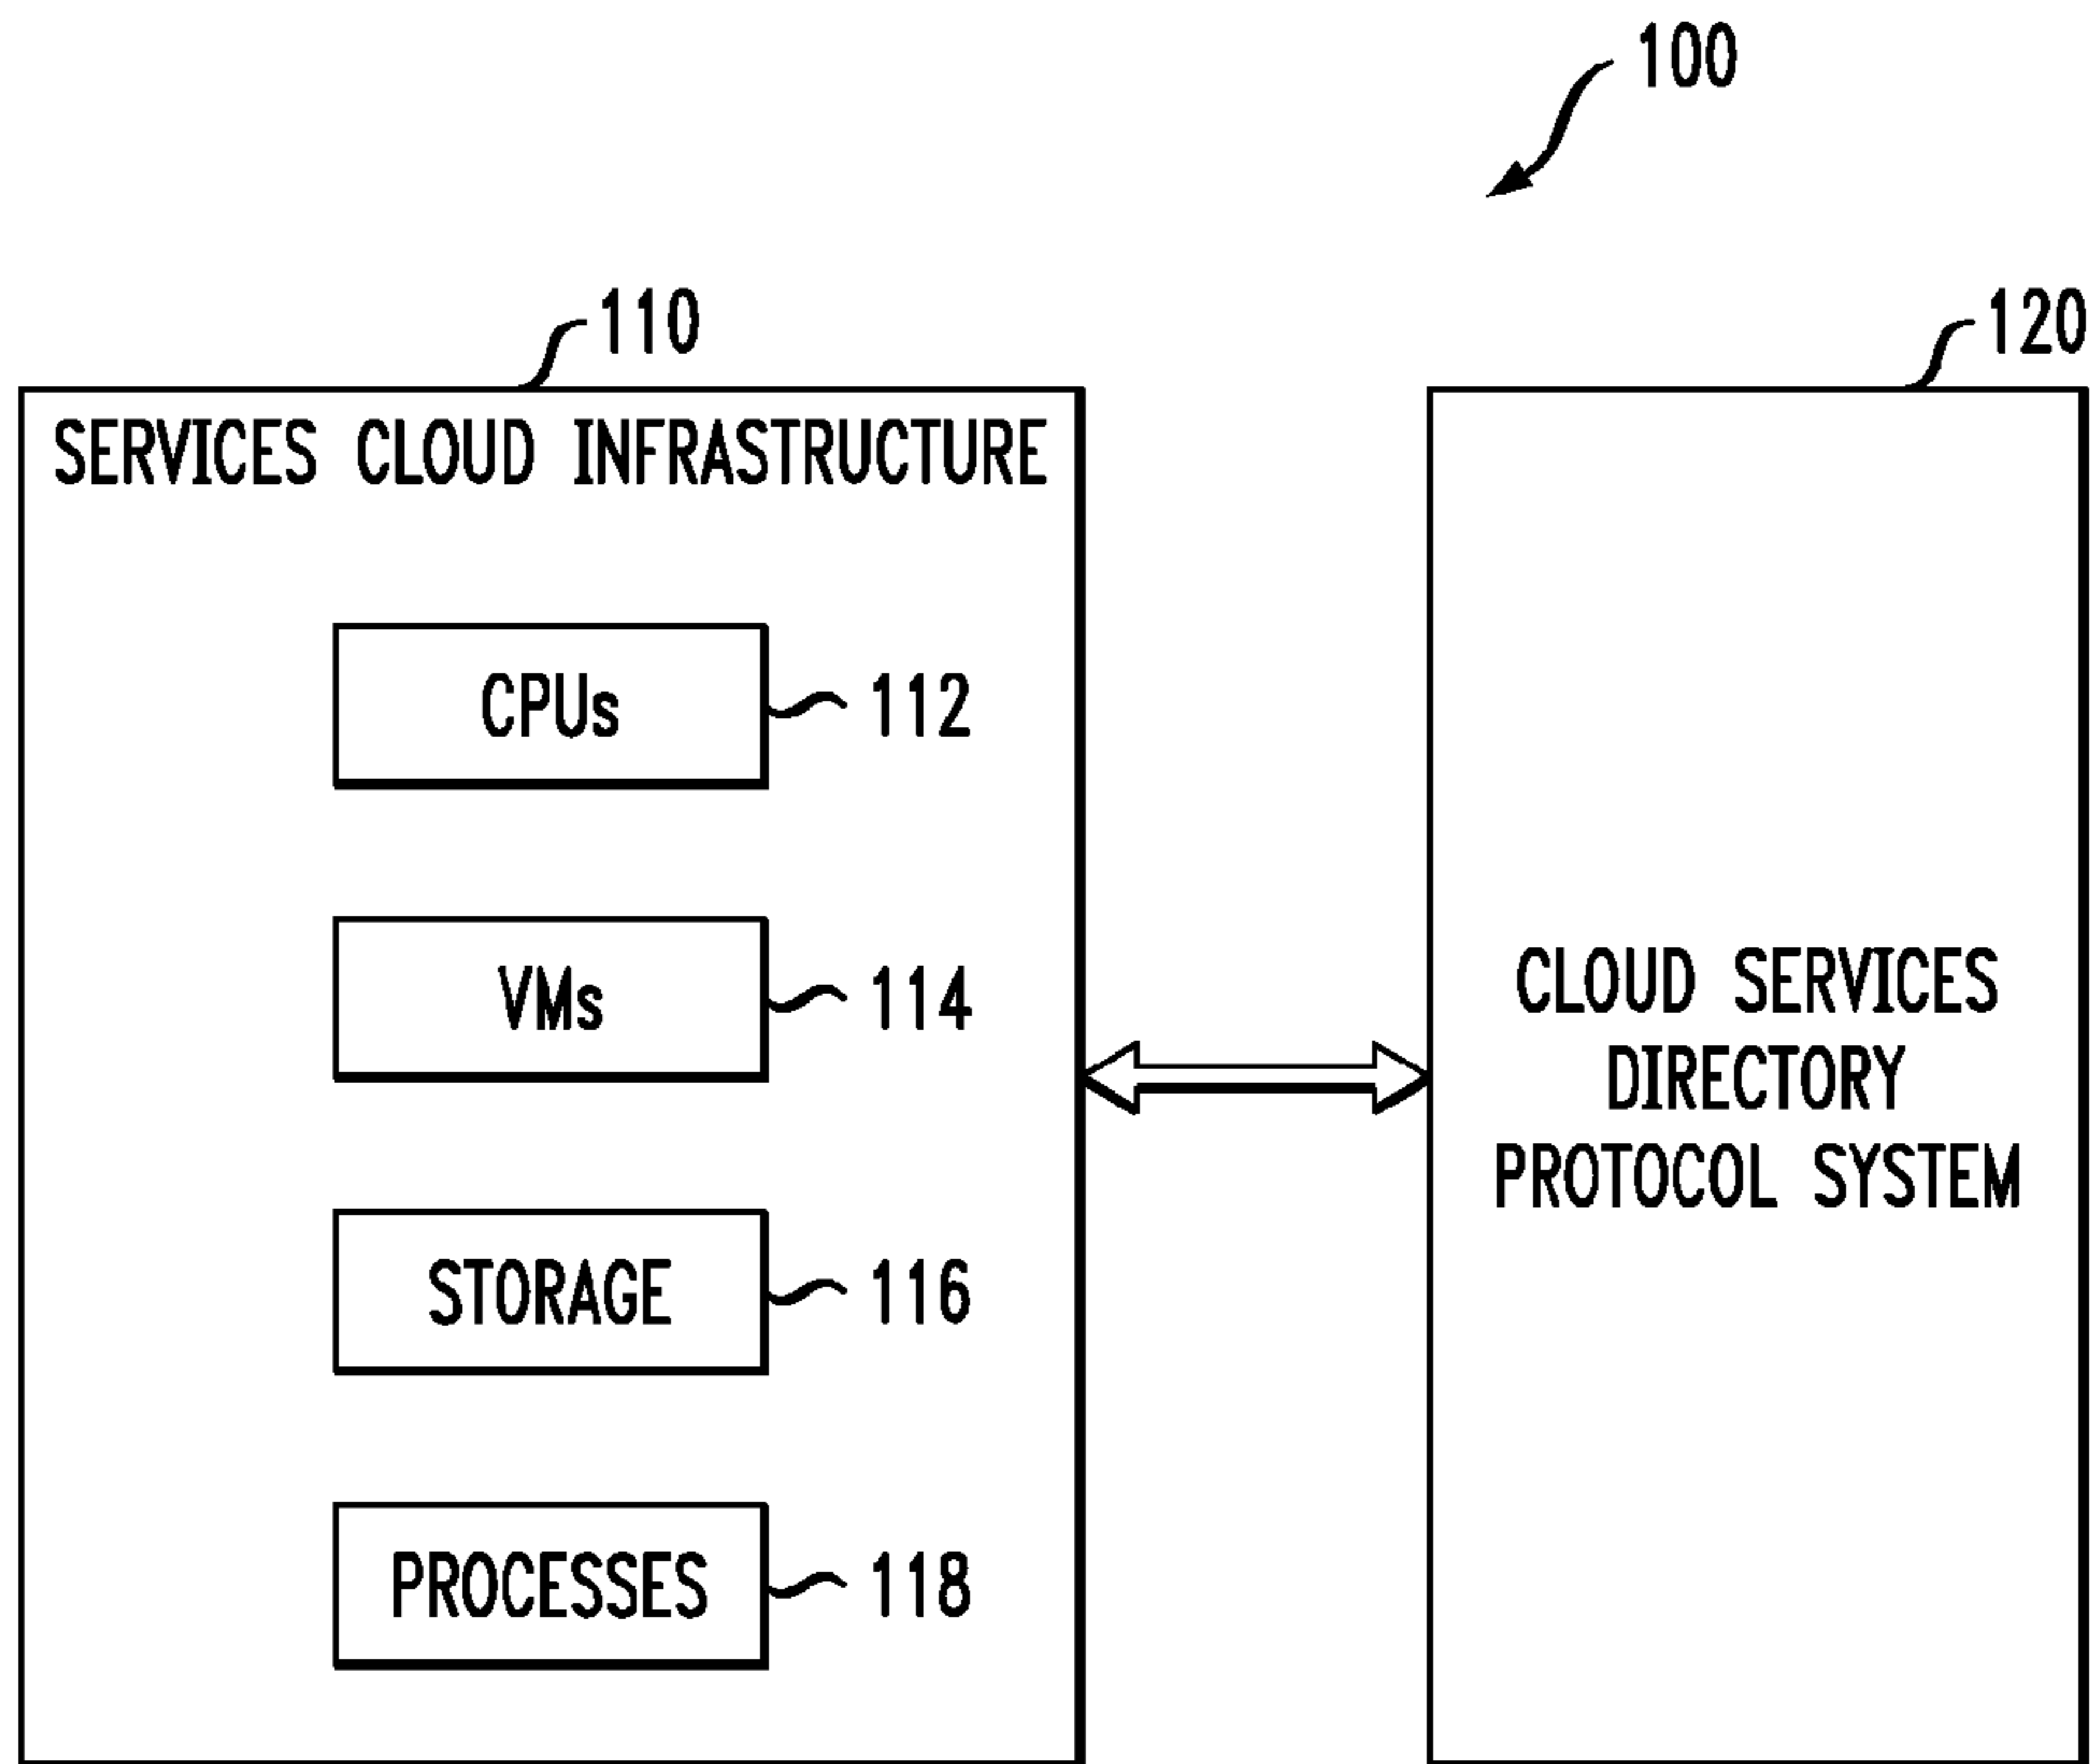 100
110
120
SERVICES CLOUD INFRASTRUCTURE
CPUs 112
VMs 114
STORAGE 116
PROCESSES 118
CLOUD SERVICES
DIRECTORY
PROTOCOL SYSTEM